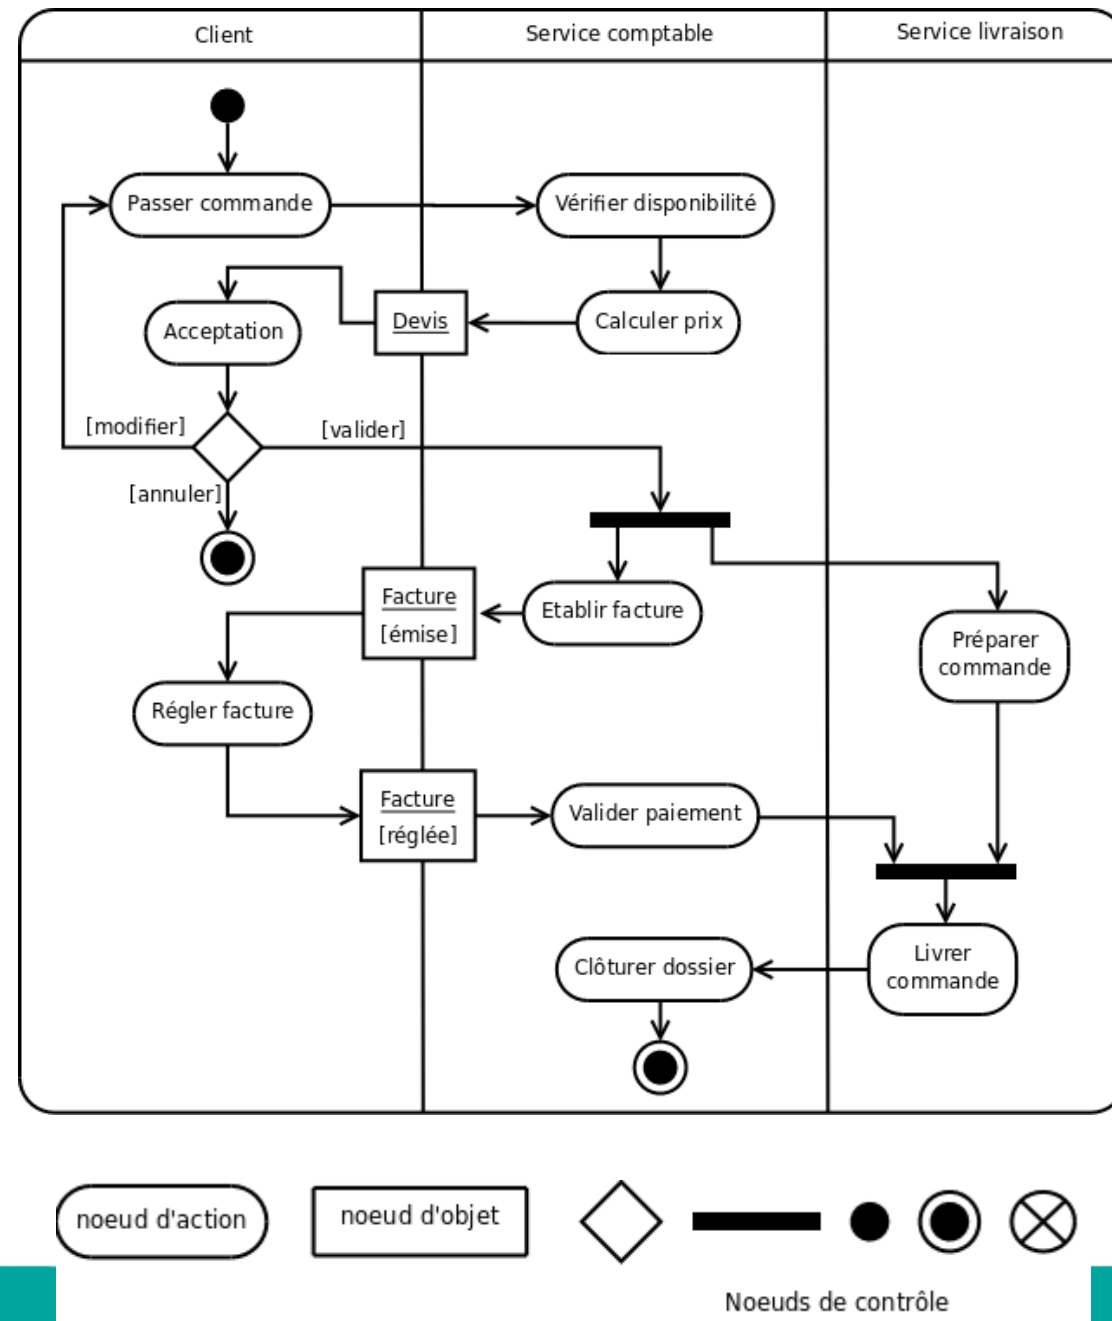 Client
Service comptable
Service livraison
Passer commande
Vérifier disponibilité
Acceptation
Devis
Calculer prix
[modifier]
[valider]
[annuler]
Facture
[émise]
Etablir facture
Préparer
commande
Régler facture
Facture
[réglée]
Valider paiement
Clôturer dossier
Livrer
commande
noeud d'action
noeud d'objet
Noeuds de contrôle